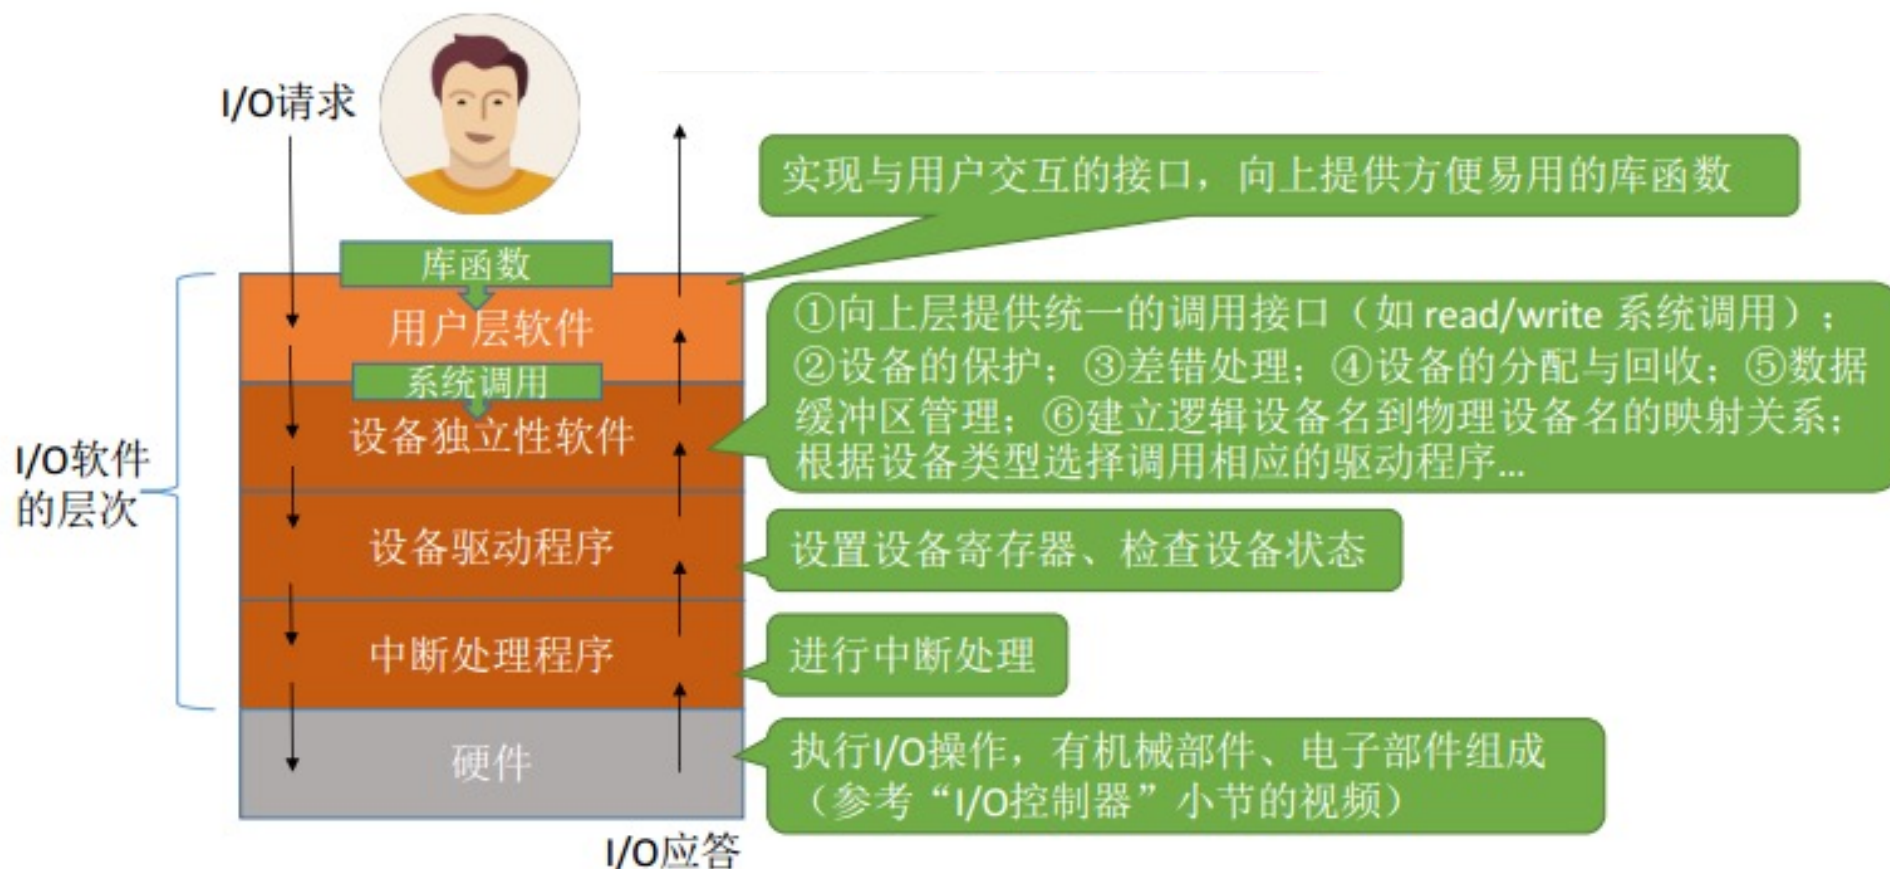 I/O请求
实现与用户交互的接口，向上提供方便易用的库函数
库函数
用户层软件
①向上层提供统一的调用接口（如 read/write 系统调用）；
②设备的保护；③差错处理；④设备的分配与回收；⑤数据
缓冲区管理；⑥建立逻辑设备名到物理设备名的映射关系；
根据设备类型选择调用相应的驱动程序...
系统调用
设备独立性软件
I/O软件
的层次
设备驱动程序
设置设备寄存器、检查设备状态
中断处理程序
进行中断处理
硬件
执行I/O操作，有机械部件、电子部件组成
（参考“I/O控制器”小节的视频）
I/O应答